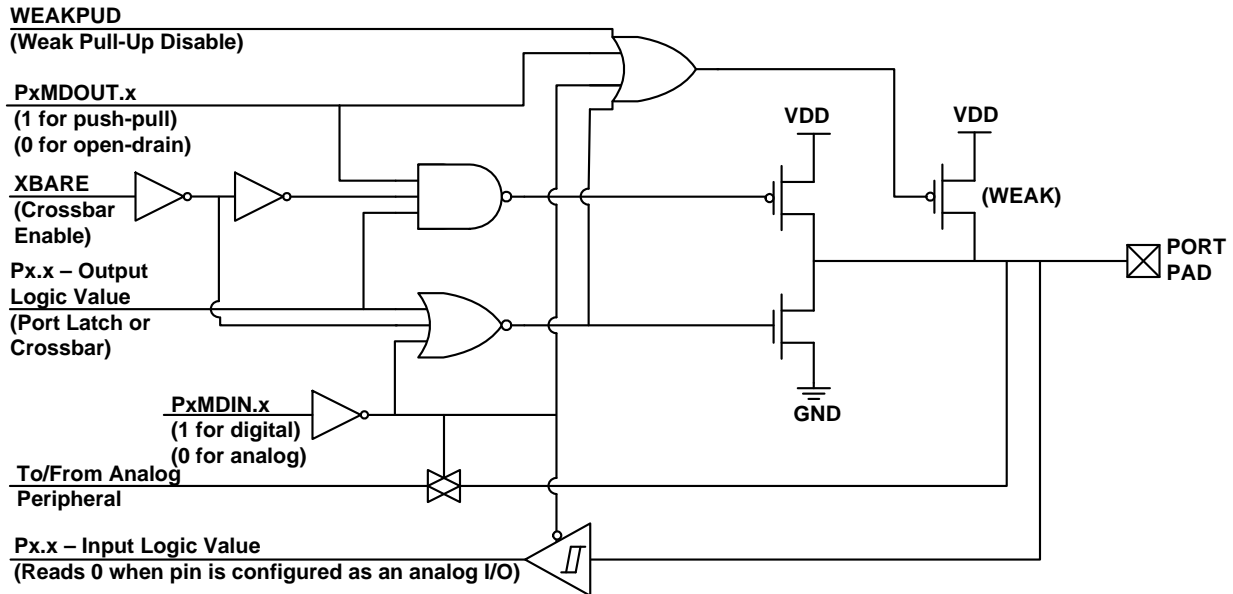 WEAKPUD
(Weak Pull-Up Disable)
PxMDOUT.x
(1 for push-pull)
(0 for open-drain)
XBARE
(Crossbar
Enable)
Px.x – Output
Logic Value
(Port Latch or
Crossbar)
PxMDIN.x
(1 for digital)
(0 for analog)
To/From Analog
Peripheral
Px.x – Input Logic Value
(Reads 0 when pin is configured as an analog I/O)
VDD
VDD
(WEAK)
GND
PORT
PAD